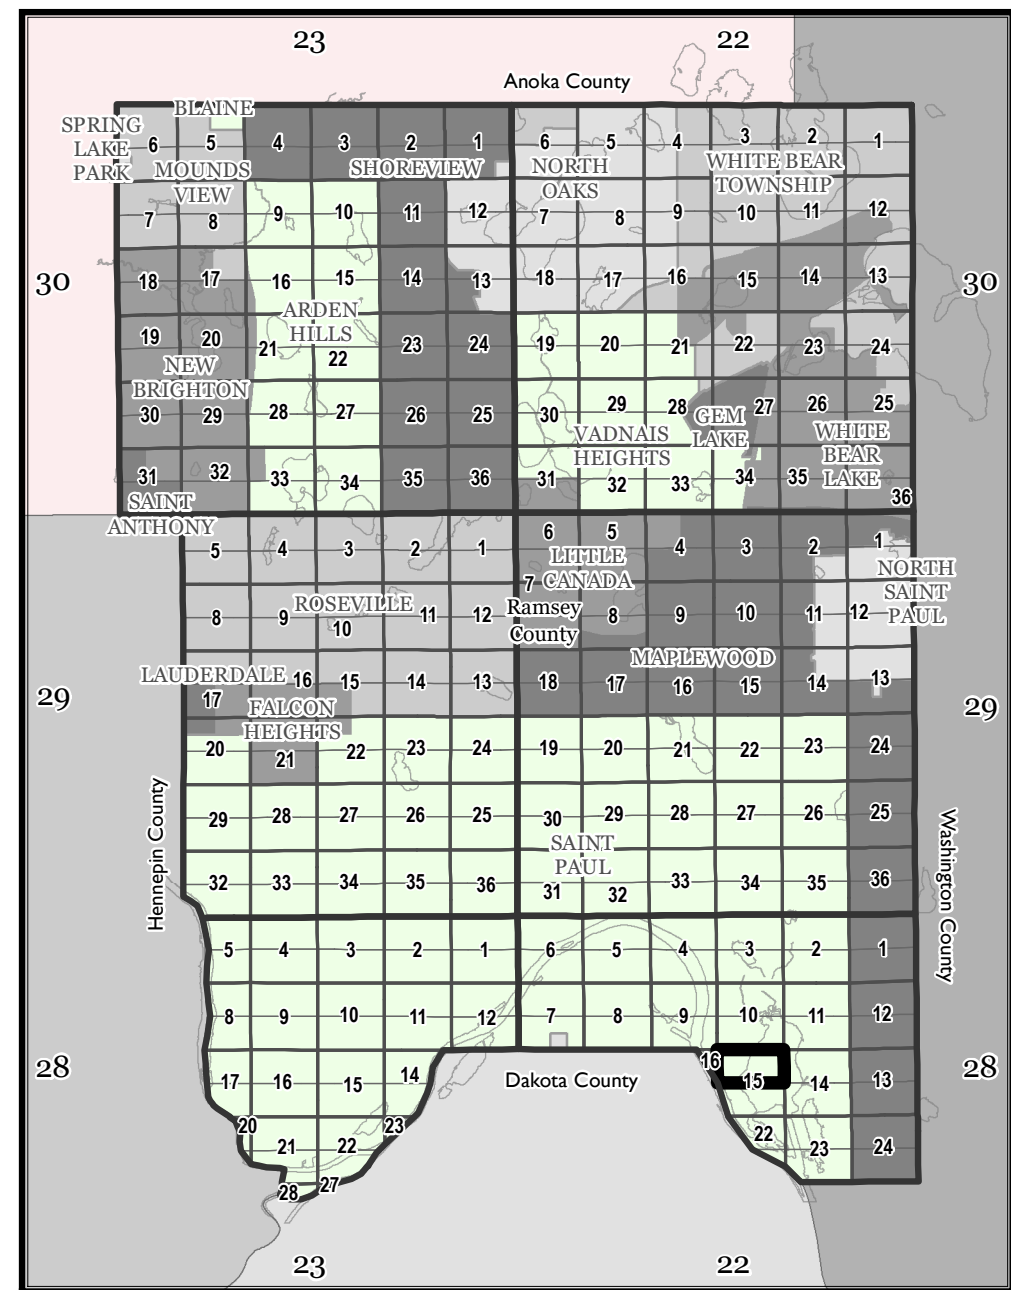 23 22
Anoka County
BLAINE
SPRING
LAKE
PARK
6 5 4 3 2 1 6 5 4 3 2 1
MOUNDS
VIEW
SHOREVIEW
NORTH
OAKS
WHITE BEAR
TOWNSHIP
7 8 9 10 11 12 7 8 9 10 11 12
30 18 17 16 15 14 13 18 17 16 15 14 13 30
ARDEN
HILLS
19 20 21 22 23 24 19 20 21 22 23 24
NEW
BRIGHTON
30 29 28 27 26 25 30 29 28 27 26 25
GEM
LAKE
VADNAIS
HEIGHTS
WHITE
BEAR
LAKE
31 32 33 34 35 36 31 32 33 34 35 36
SAINT
ANTHONY
5 4 3 2 1 6 5 4 3 2 1
LITTLE
CANADA
NORTH
SAINT
PAUL
8 9 10 11 12 7 8 9 10 11 12
ROSEVILLE
Ramsey
County
MAPLEWOOD
LAUDERDALE
29 17 16 15 14 13 18 17 16 15 14 13 29
FALCON
HEIGHTS
20 21 22 23 24 19 20 21 22 23 24
29 28 27 26 25 30 29 28 27 26 25
SAINT
PAUL
32 33 34 35 36 31 32 33 34 35 36
Hennepin County
Washington County
5 4 3 2 1 6 5 4 3 2 1
8 9 10 11 12 7 8 9 10 11 12
28 17 16 15 14 16 15 14 13 28
Dakota County
20 21 22 23 22 23 24
28 27
23 22